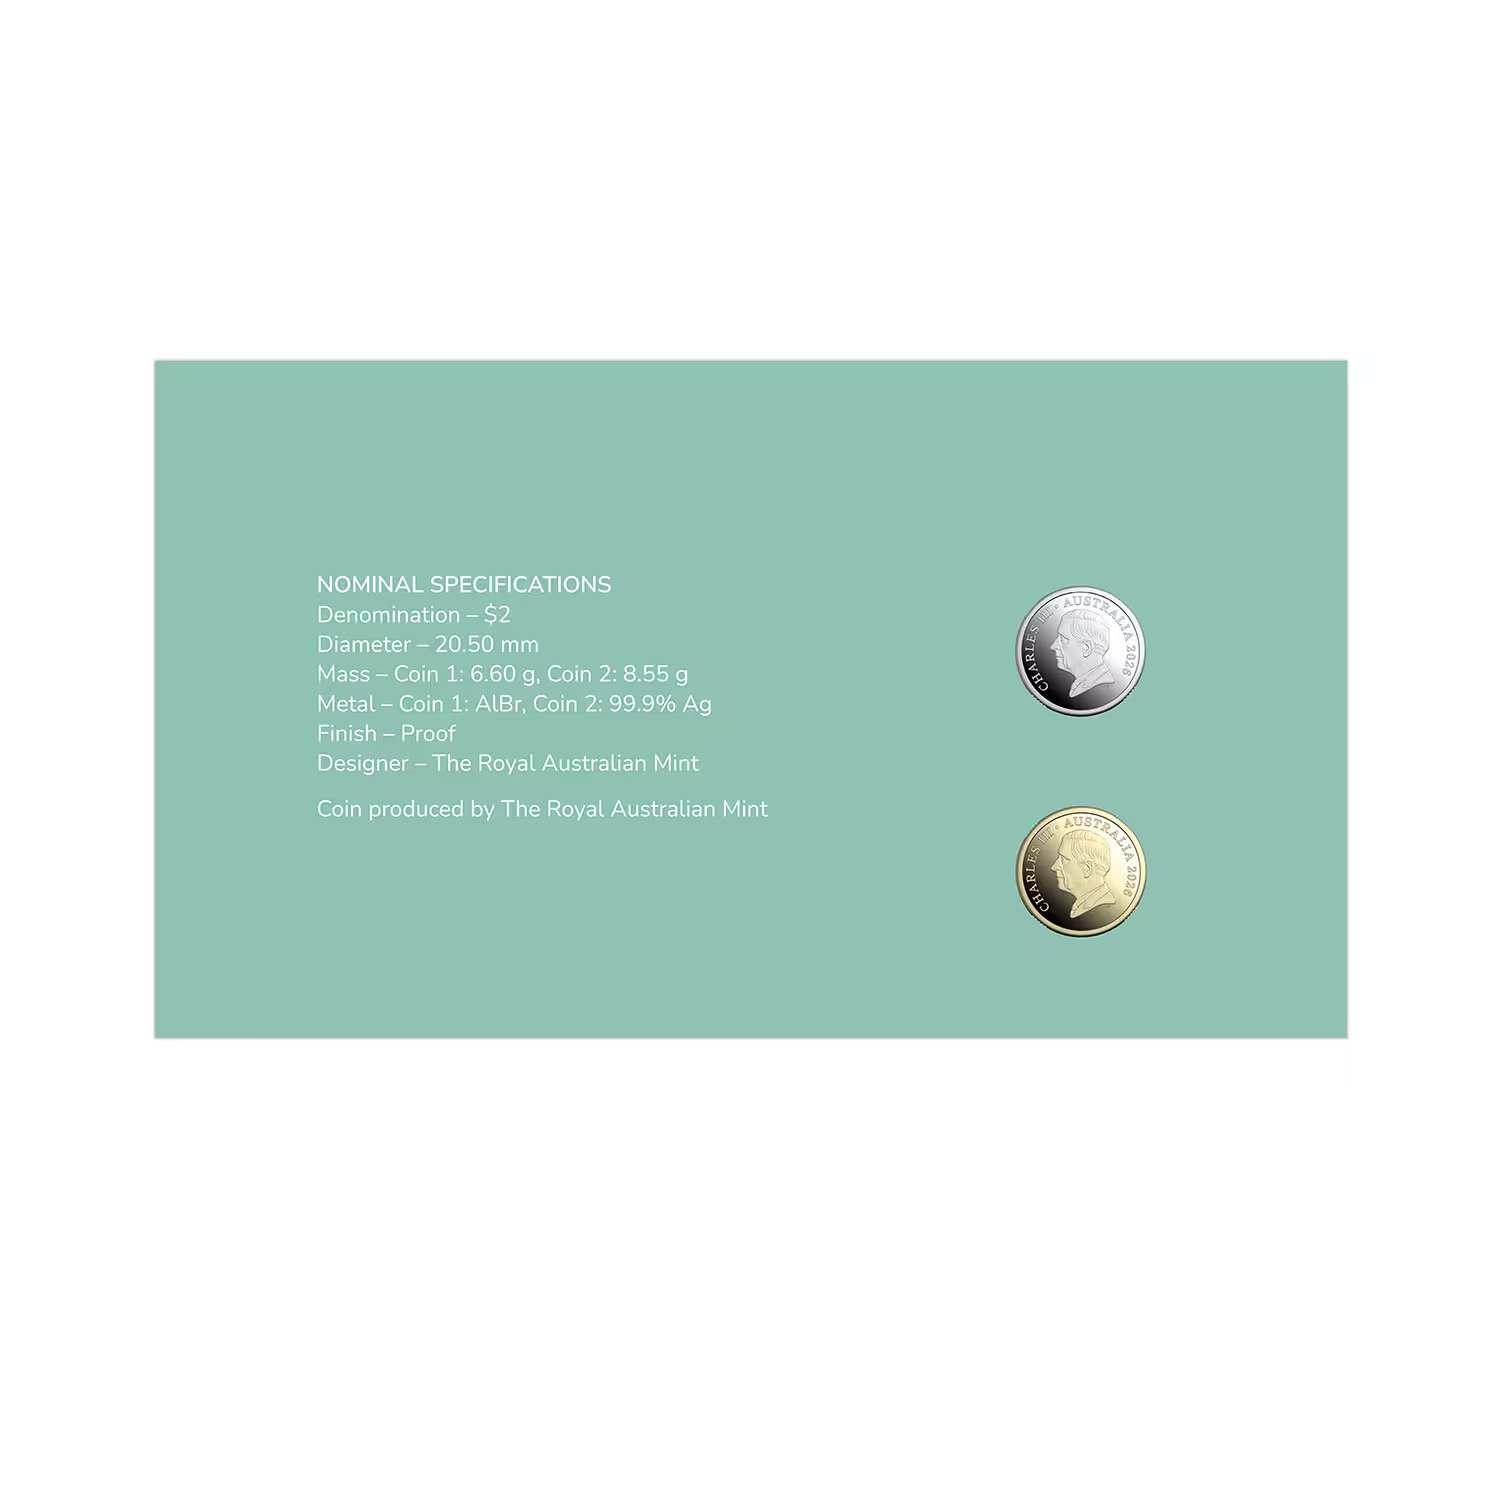 NOMINAL SPECIFICATIONS
Denomination – $2
Diameter – 20.50 mm
Mass – Coin 1: 6.60 g, Coin 2: 8.55 g
Metal – Coin 1: AlBr, Coin 2: 99.9% Ag
Finish – Proof
Designer – The Royal Australian Mint
Coin produced by The Royal Australian Mint
CHARLES III • AUSTRALIA 2026
CHARLES III • AUSTRALIA 2026